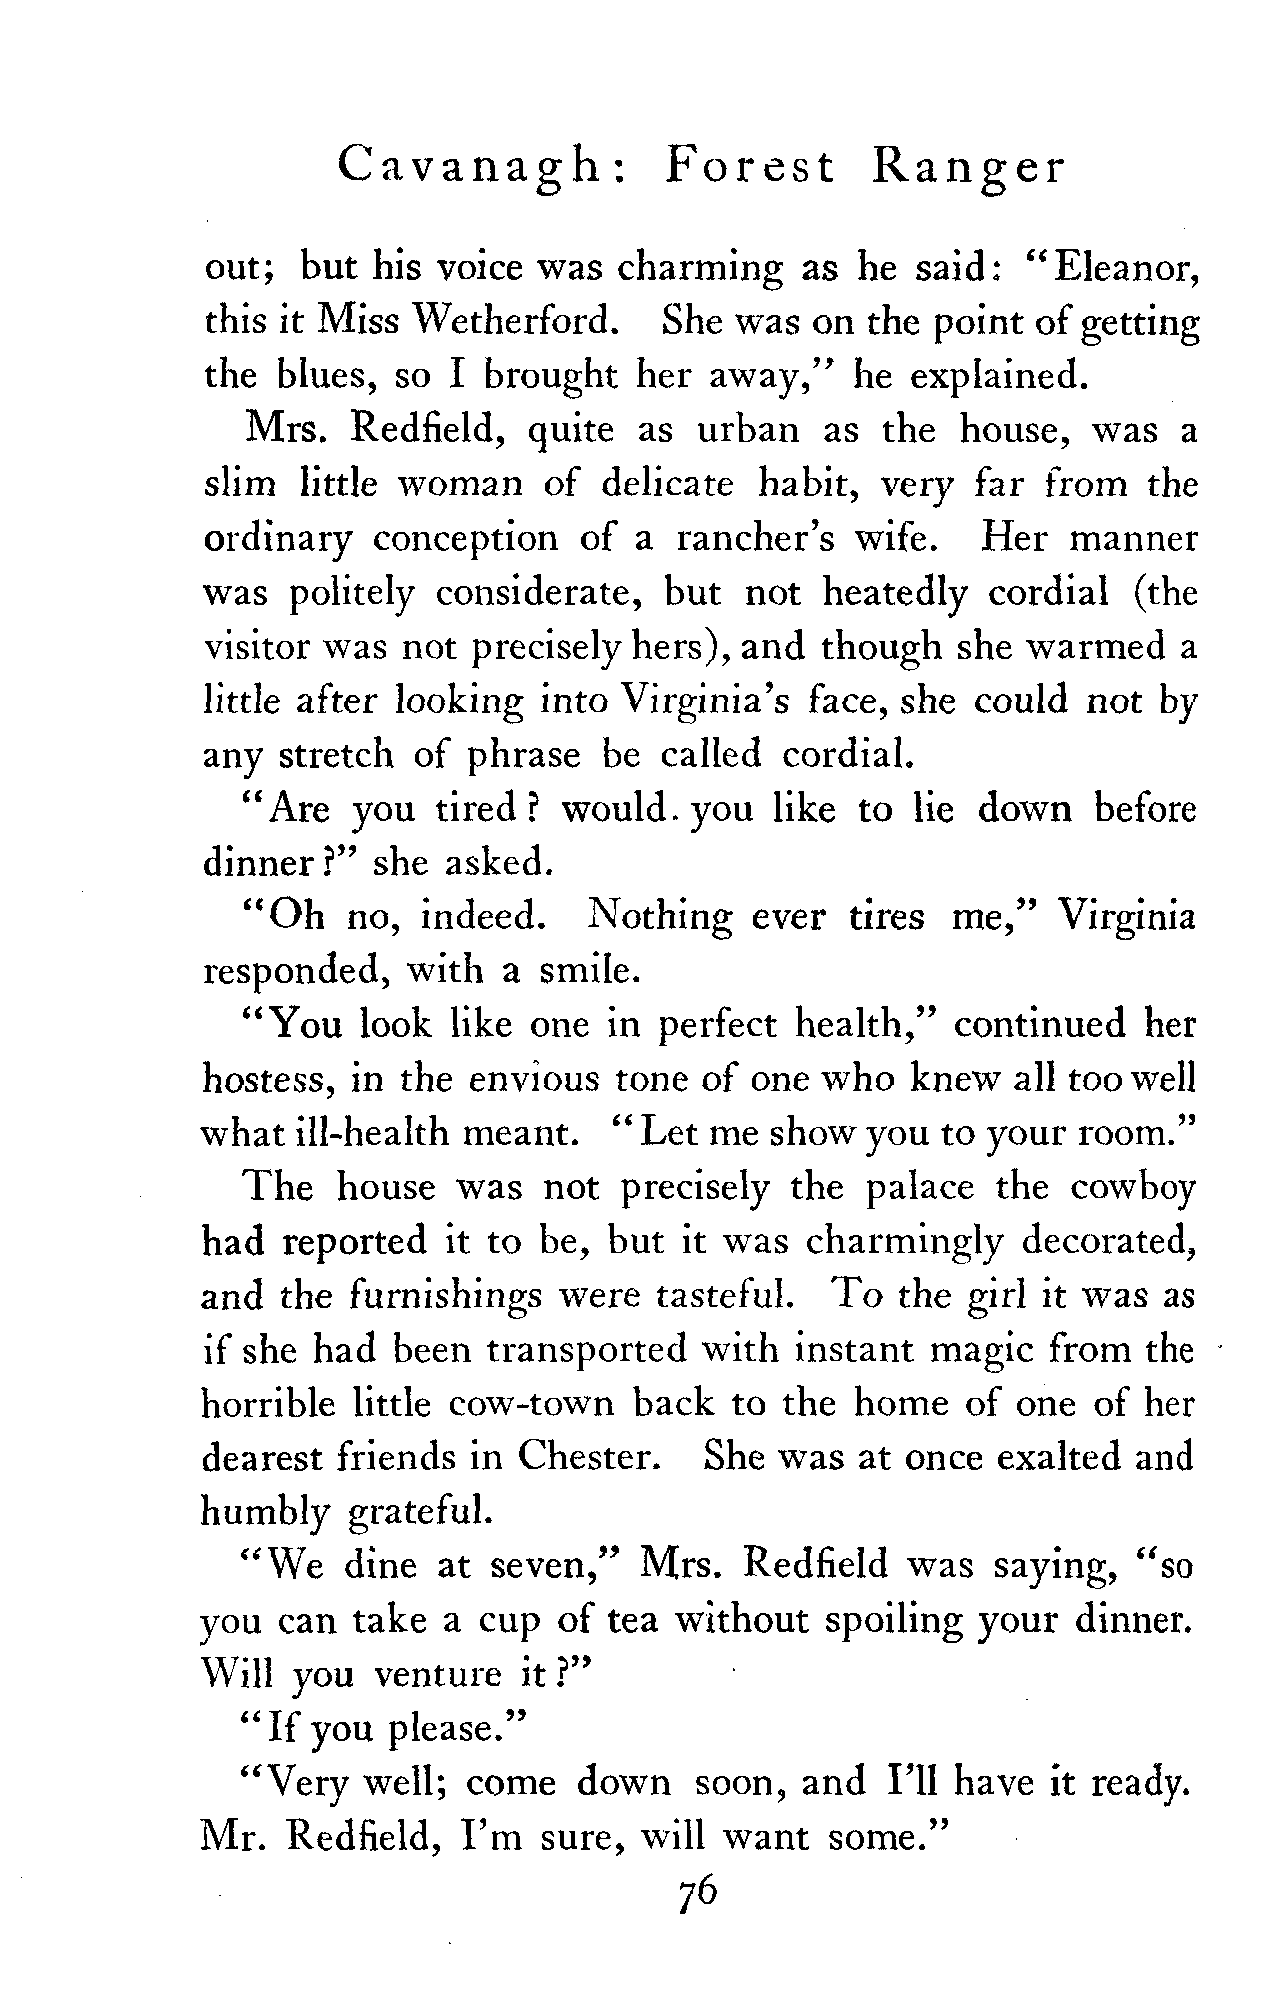 Cavanagh: Forest Ranger
out; but his voice was charming as he said: "Eleanor,
this it Miss Wetherford. She was on the point of getting
the blues, so I brought her away," he explained.
Mrs. Redfield, quite as urban as the house, was a
slim little woman of delicate habit, very far from the
ordinary conception of a rancher's wife. Her manner
was politely considerate, but not heatedly cordial (the
visitor was not precisely hers), and though she warmed a
little after looking into Virginia's face, she could not by
any stretch of phrase be called cordial.
"Are you tired? would. you like to lie down before
dinner?" she asked.
"Oh no, indeed. Nothing ever tires me," Virginia
responded, with a smile.
"You look like one in perfect health," continued her
hostess, in the envious tone of one who knew all too well
what ill-health meant. "Let me show you to your room."
The house was not precisely the palace the cowboy
had reported it to be, but it was charmingly decorated,
and the furnishings were tasteful. To the girl it was as
if she had been transported with instant magic from the
horrible little cow-town back to the home of one of her
dearest friends in Chester. She was at once exalted and
humbly grateful.
"We dine at seven," Mrs. Redfield was saying, "so
you can take a cup of tea without spoiling your dinner.
Will you venture it?"
"If you please."
"Very well; come down soon, and I'll have it ready.
Mr. Redfield, I'm sure, will want some."
76